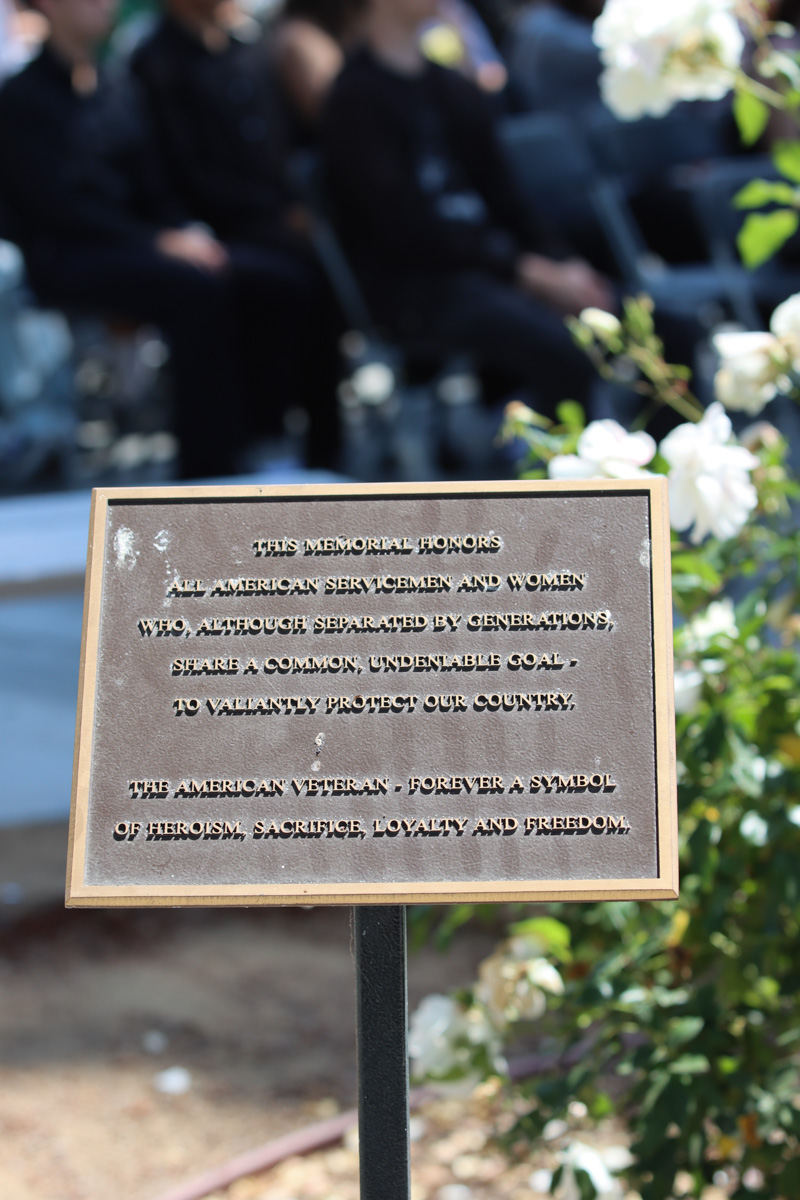 THIS MEMORIAL HONORS
ALL AMERICAN SERVICEMEN AND WOMEN
WHO, ALTHOUGH SEPARATED BY GENERATIONS,
SHARE A COMMON, UNDENIABLE GOAL -
TO VALIANTLY PROTECT OUR COUNTRY.
THE AMERICAN VETERAN - FOREVER A SYMBOL
OF HEROISM, SACRIFICE, LOYALTY AND FREEDOM.